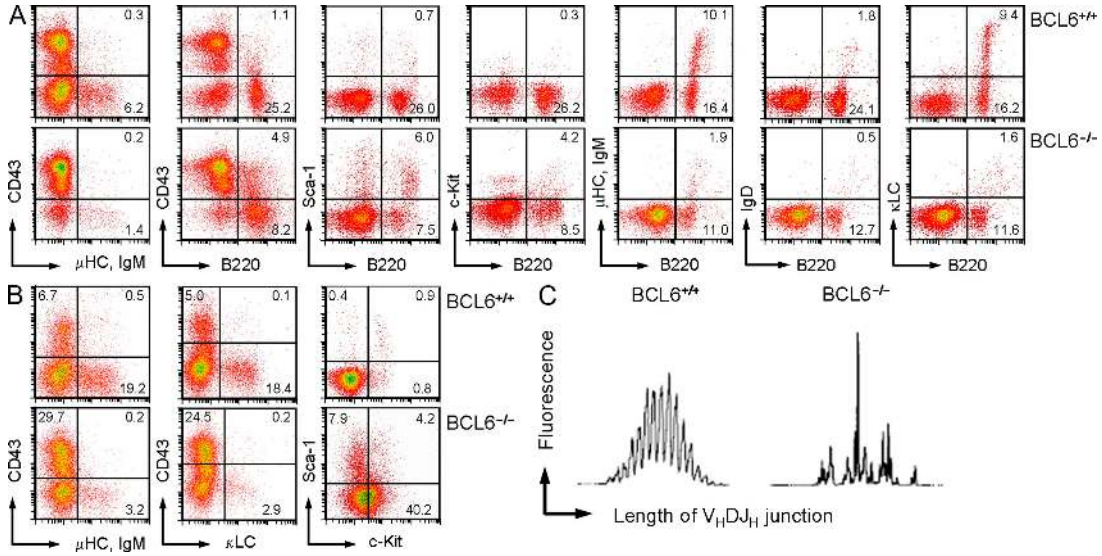 A
0.3 1.1 0.7 0.3 10.1 1.8 9.4 BCL6+/+
6.2 25.2 26.0 26.2 16.4 24.1 16.2
0.2 4.9 6.0 4.2 1.9 0.5 1.6 BCL6-/-
CD43 CD43 Sca-1 c-Kit μHC, IgM IgD κLC
1.4 8.2 7.5 8.5 11.0 12.7 11.6
μHC, IgM B220 B220 B220 B220 B220 B220
B
6.7 0.5 5.0 0.1 0.4 0.9 BCL6+/+
19.2 18.4 0.8
29.7 0.2 24.5 0.2 7.9 4.2 BCL6-/-
CD43 CD43 Sca-1
3.2 2.9 40.2
μHC, IgM κLC c-Kit
C
BCL6+/+ BCL6-/-
Fluorescence
Length of VHDJH junction